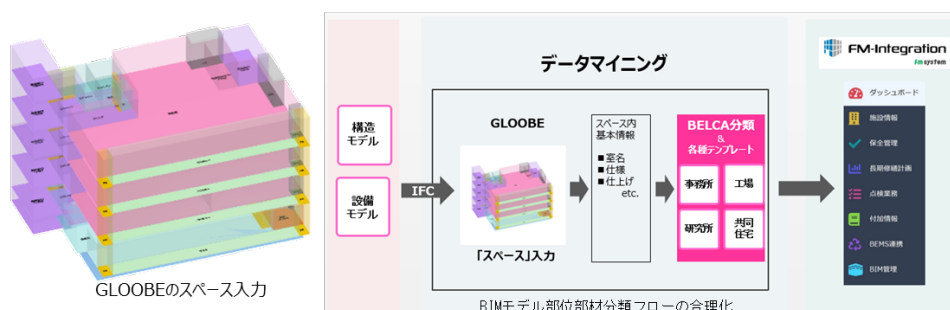 GLOOBEのスペース入力
構造
モデル
設備
モデル
IFC
データマイニング
GLOOBE
「スペース」入力
スペース内
基本情報
■室名
■仕様
■仕上げ
etc.
BELCA分類
&
各種テンプレート
事務所
工場
研究所
共同
住宅
BIMモデル部位部材分類フローの合理化
FM-Integration
fmsystem
ダッシュボード
施設情報
保全管理
長期修繕計画
点検業務
付加情報
BEMS連携
BIM管理